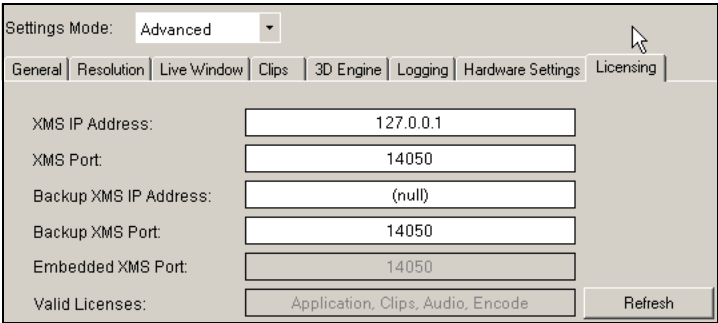 Settings Mode: Advanced
General Resolution Live Window Clips 3D Engine Logging Hardware Settings Licensing
XMS IP Address: 127.0.0.1
XMS Port: 14050
Backup XMS IP Address: (null)
Backup XMS Port: 14050
Embedded XMS Port: 14050
Valid Licenses: Application, Clips, Audio, Encode Refresh